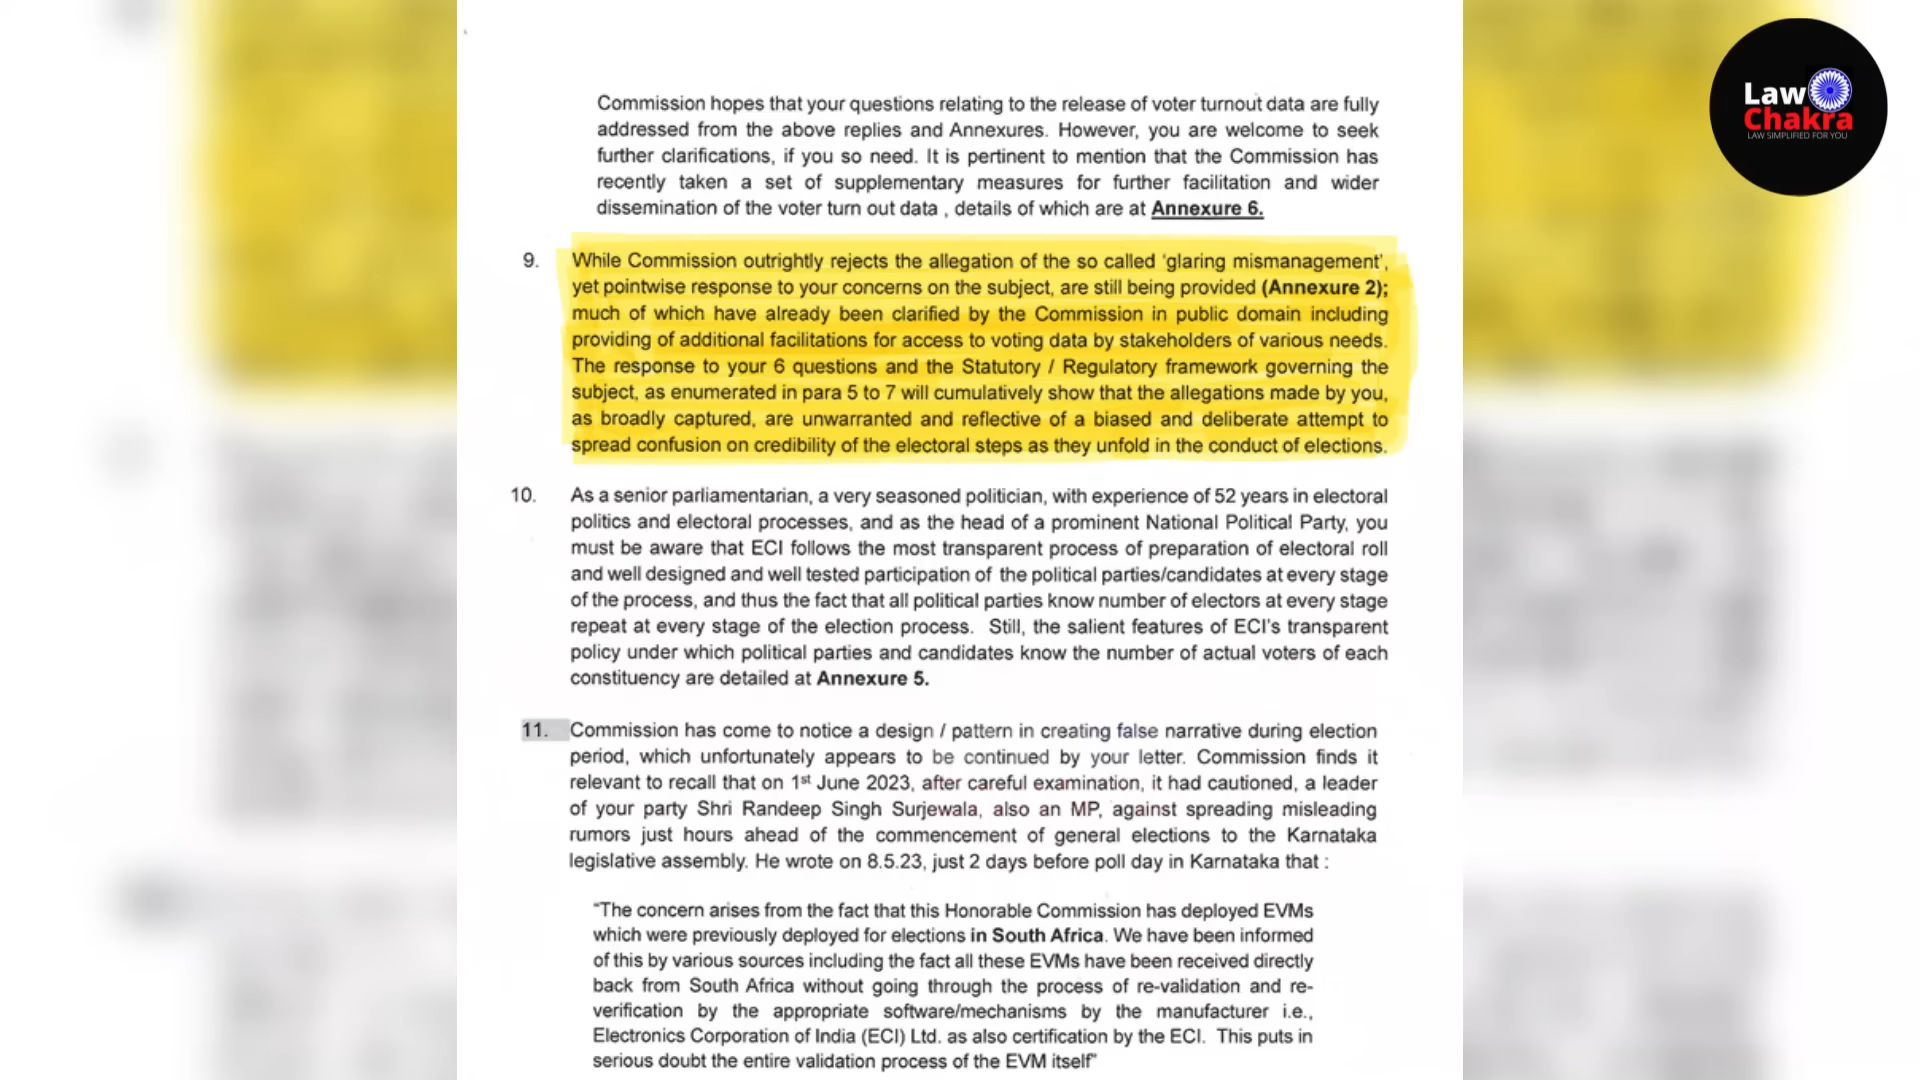 Commission hopes that your questions relating to the release of voter turnout data are fully
addressed from the above replies and Annexures. However, you are welcome to seek
further clarifications, if you so need. It is pertinent to mention that the Commission has
recently taken a set of supplementary measures for further facilitation and wider
dissemination of the voter turn out data , details of which are at Annexure 6.
9. While Commission outrightly rejects the allegation of the so called 'glaring mismanagement',
yet pointwise response to your concerns on the subject, are still being provided (Annexure 2);
much of which have already been clarified by the Commission in public domain including
providing of additional facilitations for access to voting data by stakeholders of various needs.
The response to your 6 questions and the Statutory / Regulatory framework governing the
subject, as enumerated in para 5 to 7 will cumulatively show that the allegations made by you,
as broadly captured, are unwarranted and reflective of a biased and deliberate attempt to
spread confusion on credibility of the electoral steps as they unfold in the conduct of elections.
10. As a senior parliamentarian, a very seasoned politician, with experience of 52 years in electoral
politics and electoral processes, and as the head of a prominent National Political Party, you
must be aware that ECI follows the most transparent process of preparation of electoral roll
and well designed and well tested participation of the political parties/candidates at every stage
of the process, and thus the fact that all political parties know number of electors at every stage
repeat at every stage of the election process. Still, the salient features of ECI's transparent
policy under which political parties and candidates know the number of actual voters of each
constituency are detailed at Annexure 5.
11. Commission has come to notice a design / pattern in creating false narrative during election
period, which unfortunately appears to be continued by your letter. Commission finds it
relevant to recall that on 1st June 2023, after careful examination, it had cautioned, a leader
of your party Shri Randeep Singh Surjewala, also an MP, against spreading misleading
rumors just hours ahead of the commencement of general elections to the Karnataka
legislative assembly. He wrote on 8.5.23, just 2 days before poll day in Karnataka that :
"The concern arises from the fact that this Honorable Commission has deployed EVMs
which were previously deployed for elections in South Africa. We have been informed
of this by various sources including the fact all these EVMs have been received directly
back from South Africa without going through the process of re-validation and re-
verification by the appropriate software/mechanisms by the manufacturer i.e.,
Electronics Corporation of India (ECI) Ltd. as also certification by the ECI. This puts in
serious doubt the entire validation process of the EVM itself"
Law
Chakra
LAW SIMPLIFIED FOR YOU